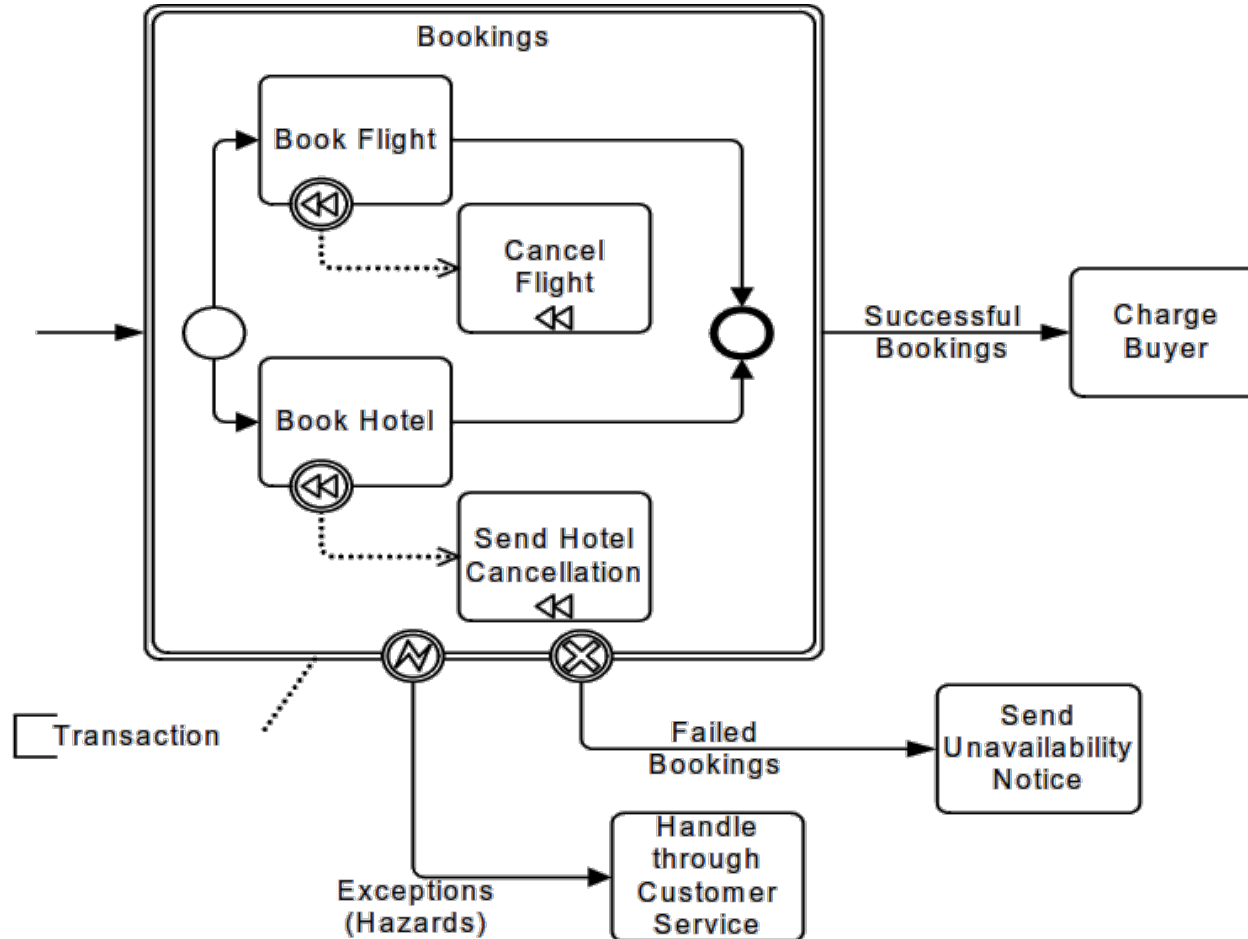 Bookings
Book Flight
Cancel
Flight
Successful
Bookings
Charge
Buyer
Book Hotel
Send Hotel
Cancellation
Transaction
Failed
Bookings
Send
Unavailability
Notice
Exceptions
(Hazards)
Handle
through
Customer
Service